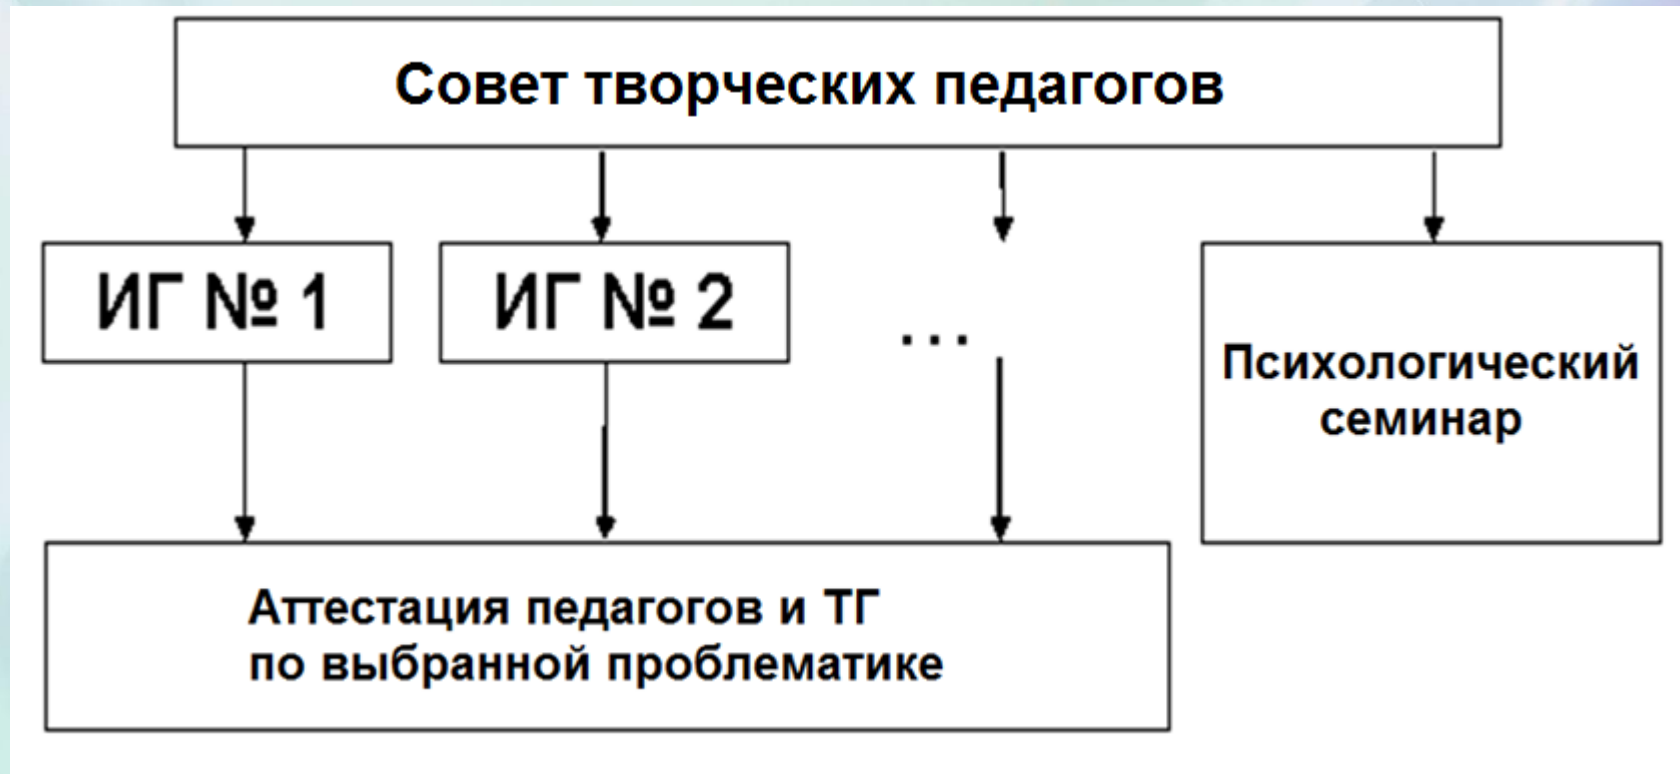 Совет творческих педагогов
ИГ № 1
ИГ № 2
...
Психологический
семинар
Аттестация педагогов и ТГ
по выбранной проблематике